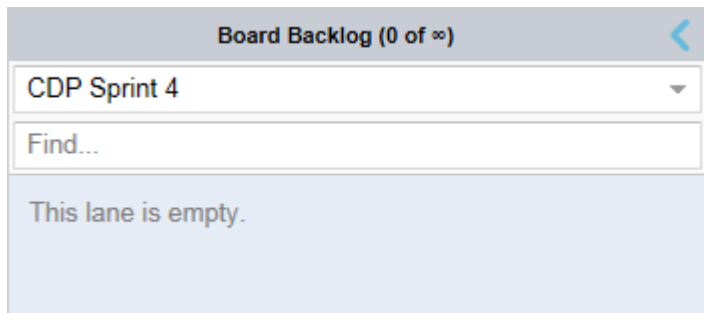 Board Backlog (0 of ∞)
CDP Sprint 4
Find...
This lane is empty.